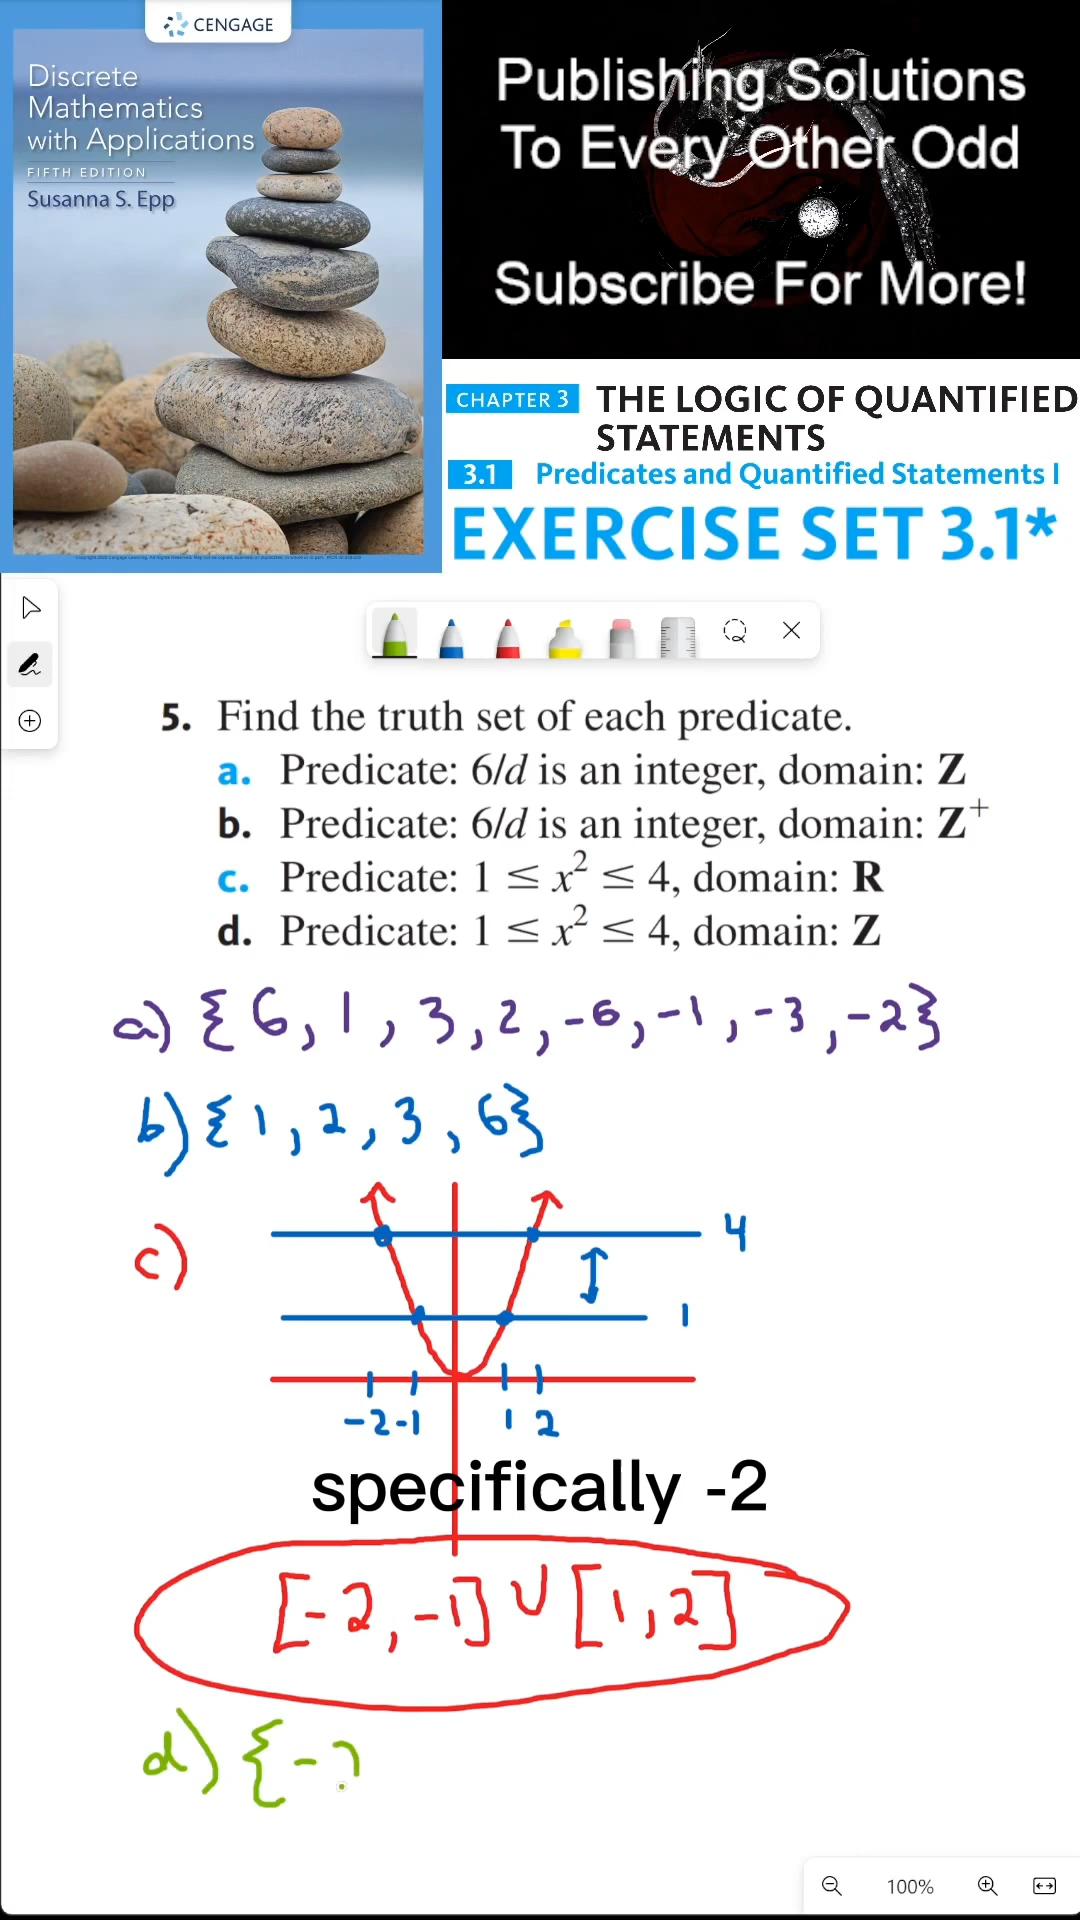 CENGAGE
Discrete
Mathematics
with Applications
FIFTH EDITION
Susanna S. Epp
Publishing Solutions
To Every Other Odd
Subscribe For More!
CHAPTER 3 THE LOGIC OF QUANTIFIED
STATEMENTS
3.1 Predicates and Quantified Statements I
EXERCISE SET 3.1*
5. Find the truth set of each predicate.
a. Predicate: 6/d is an integer, domain: Z
b. Predicate: 6/d is an integer, domain: Z⁺
c. Predicate: 1 ≤ x² ≤ 4, domain: R
d. Predicate: 1 ≤ x² ≤ 4, domain: Z
a) {6, 1, 3, 2, -6, -1, -3, -2}
b) {1, 2, 3, 6}
c)
4
1
-2 -1 1 2
specifically -2
[-2, -1] ∪ [1, 2]
d) {-
100%